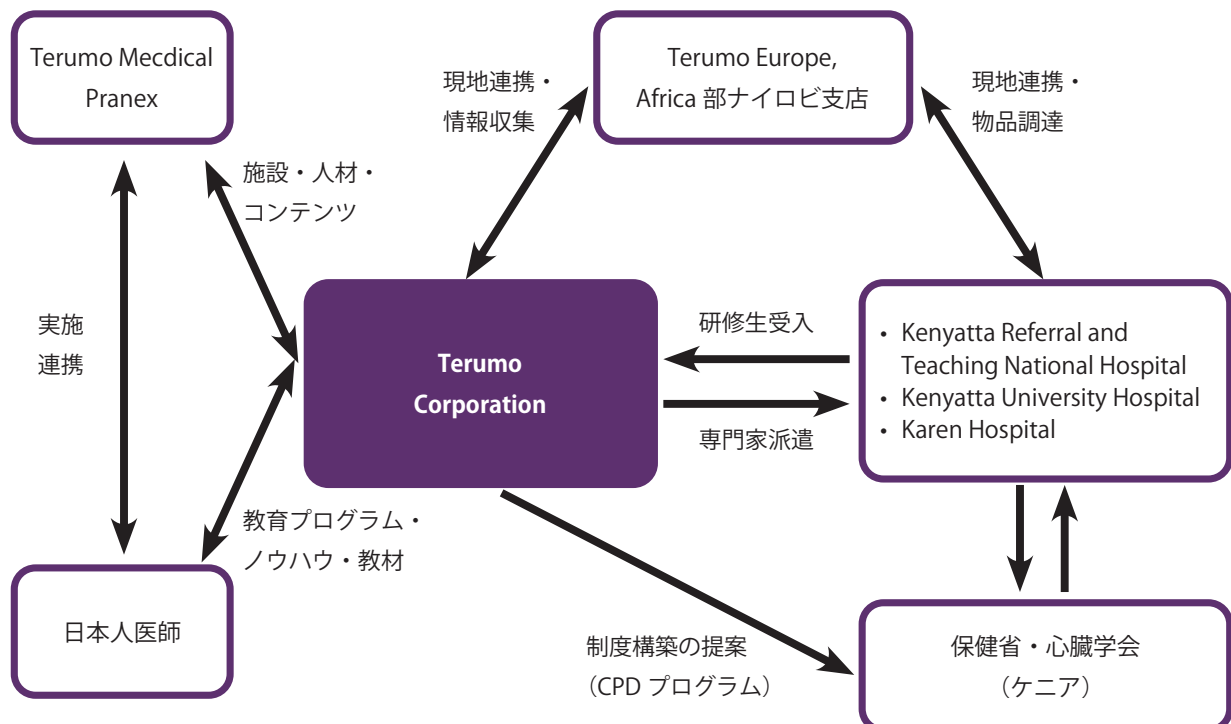 Terumo Mecdical
Pranex
Terumo Europe,
Africa 部ナイロビ支店
現地連携・
情報収集
現地連携・
物品調達
施設・人材・
コンテンツ
実施
連携
Terumo
Corporation
研修生受入
専門家派遣
• Kenyatta Referral and
Teaching National Hospital
• Kenyatta University Hospital
• Karen Hospital
教育プログラム・
ノウハウ・教材
日本人医師
制度構築の提案
（CPD プログラム）
保健省・心臓学会
（ケニア）